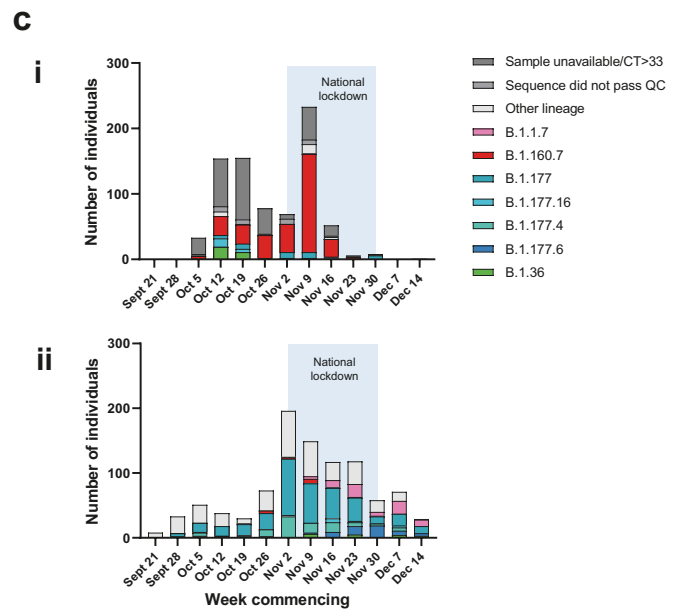 c
i
Number of individuals
300
200
100
0
National
lockdown
Sept 21
Sept 28
Oct 5
Oct 12
Oct 19
Oct 26
Nov 2
Nov 9
Nov 16
Nov 23
Nov 30
Dec 7
Dec 14
Sample unavailable/CT>33
Sequence did not pass QC
Other lineage
B.1.1.7
B.1.160.7
B.1.177
B.1.177.16
B.1.177.4
B.1.177.6
B.1.36
ii
Number of individuals
300
200
100
0
National
lockdown
Sept 21
Sept 28
Oct 5
Oct 12
Oct 19
Oct 26
Nov 2
Nov 9
Nov 16
Nov 23
Nov 30
Dec 7
Dec 14
Week commencing